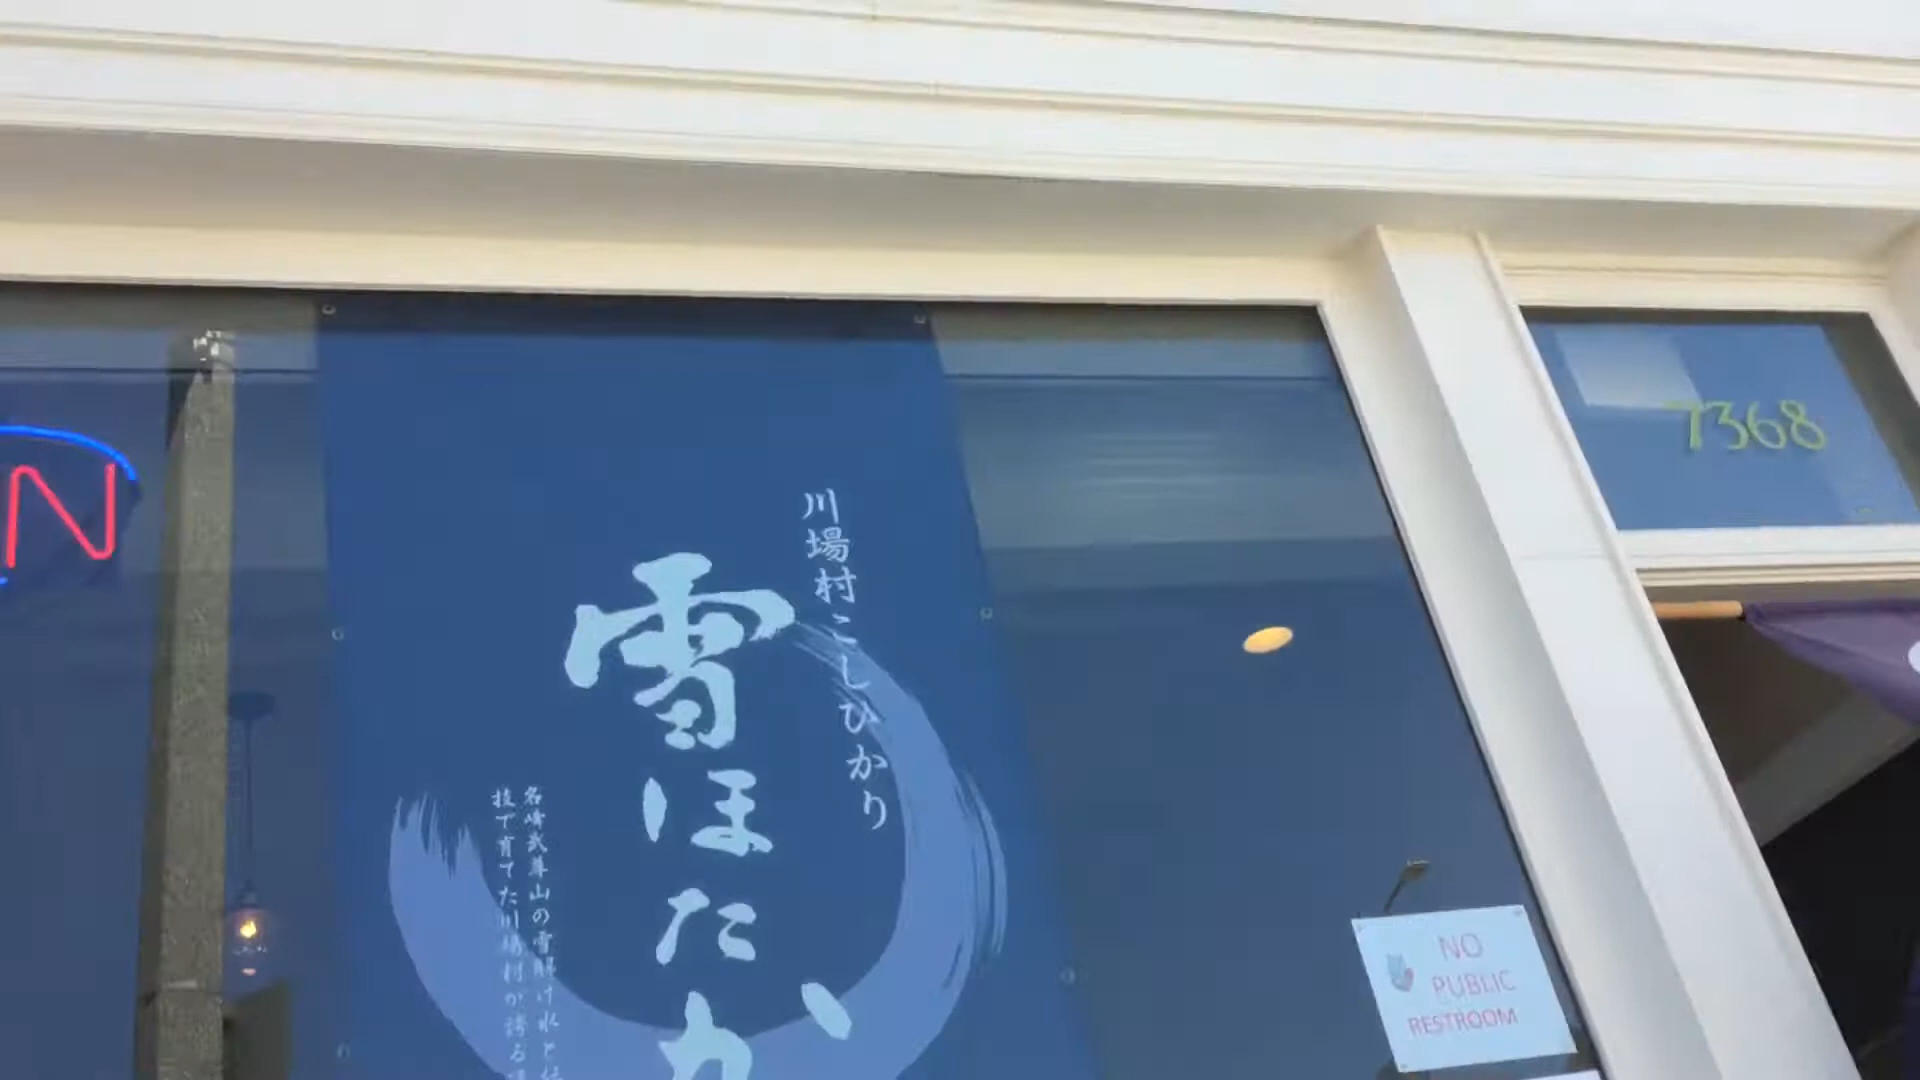 N
川場村こしひかり
雪ほたか
名峰武尊山の雪解け水と
技で育てた川場村が誇る
7368
NO
PUBLIC
RESTROOM